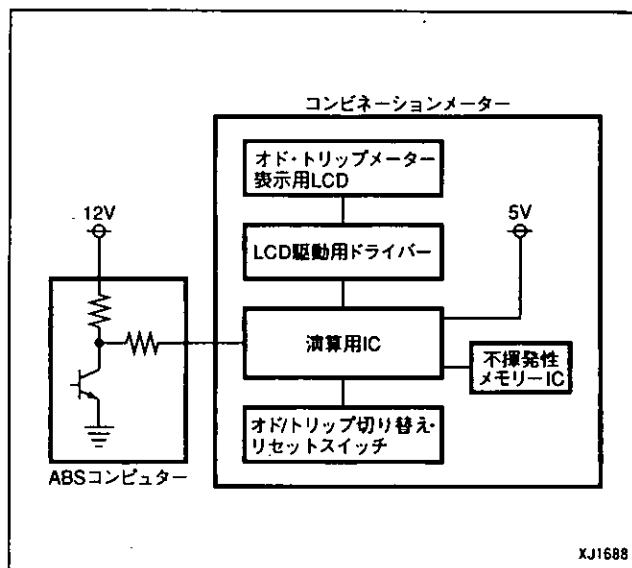 コンビネーションメーター
オド・トリップメーター
表示用LCD
12V
5V
LCD駆動用ドライバー
演算用IC
不揮発性
メモリーIC
オド/トリップ切り替え・
リセットスイッチ
ABSコンピュター
XJ1688